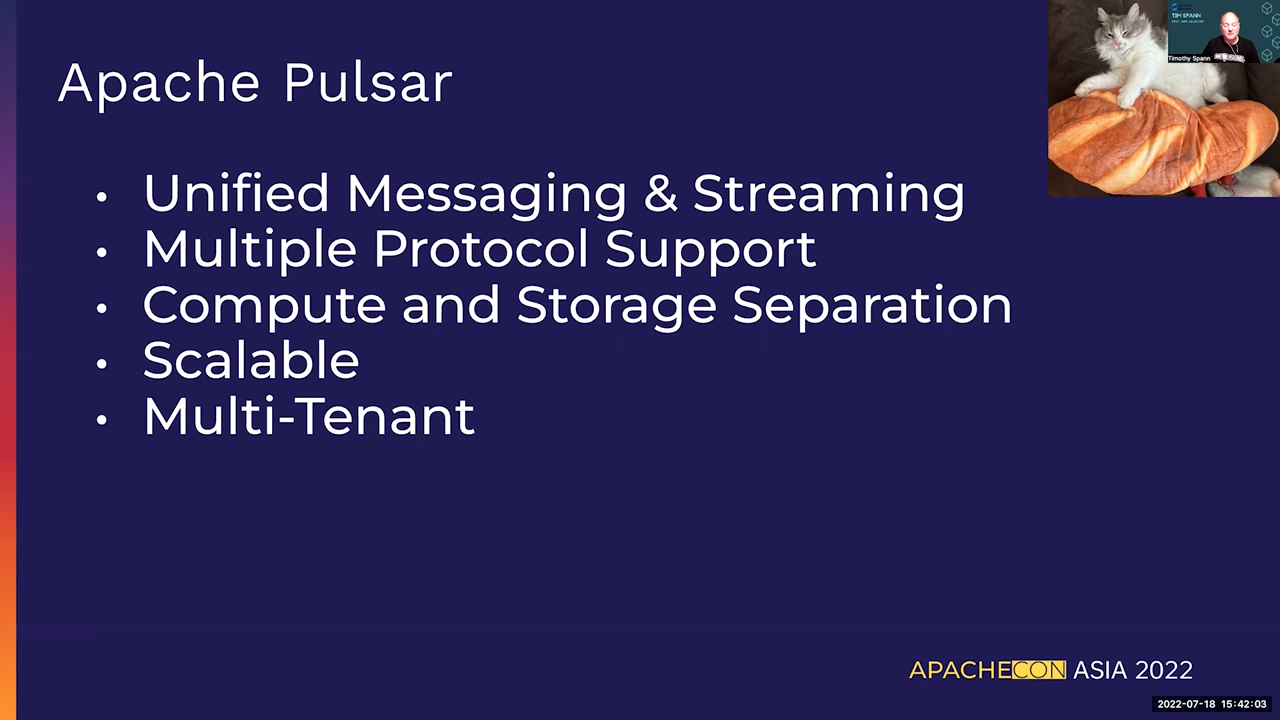 Apache Pulsar
TIM SPANN
Timothy Spann
• Unified Messaging & Streaming
• Multiple Protocol Support
• Compute and Storage Separation
• Scalable
• Multi-Tenant
APACHECON ASIA 2022
2022-07-18 15:42:03